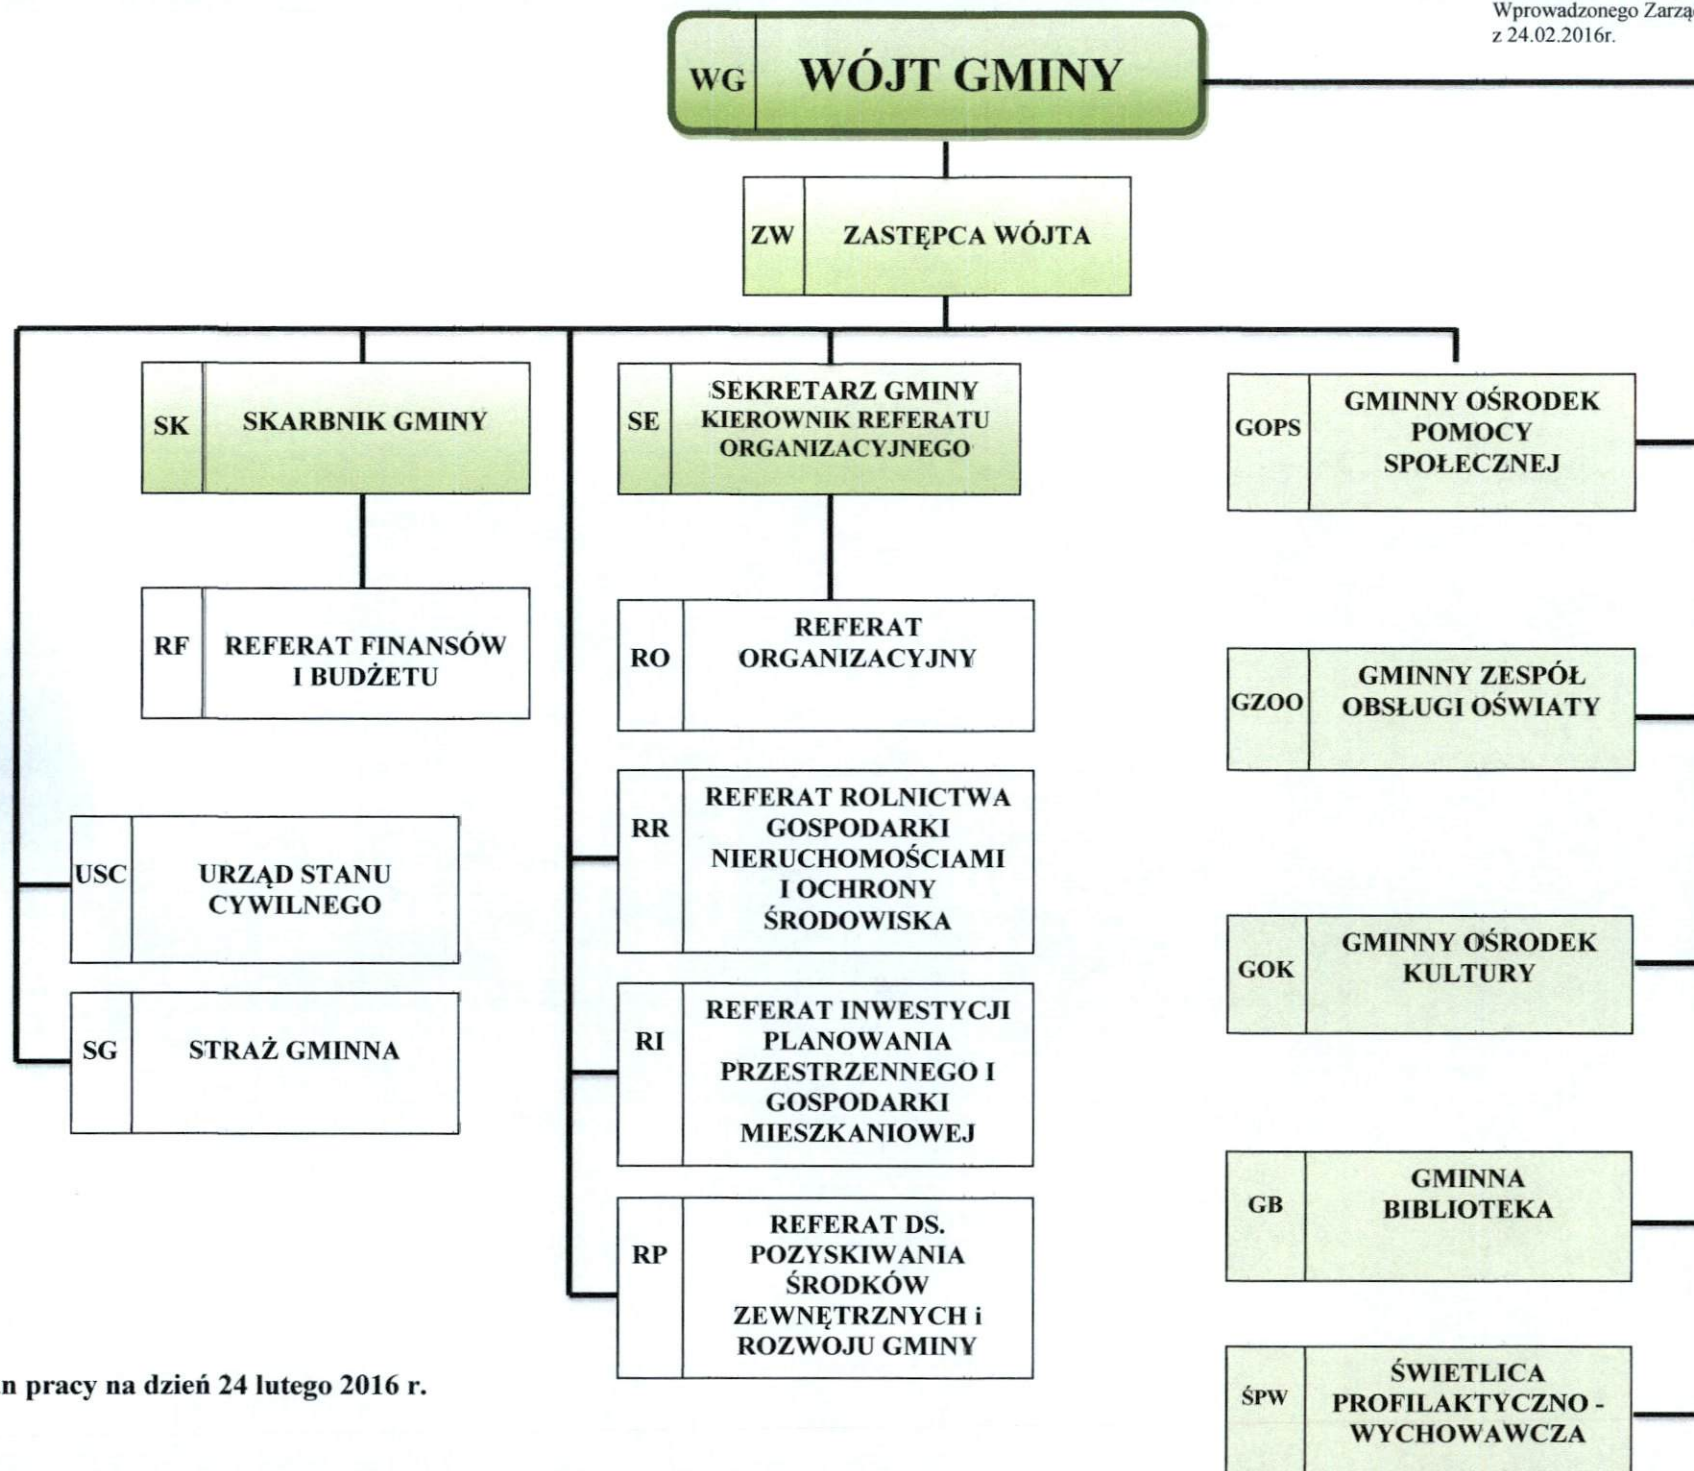 Wprowadzonego
z 24.02.2016r.
WG
WÓJT GMINY
ZW
ZASTĘPCA WÓJTA
SK
SKARBNIK GMINY
SE
SEKRETARZ GMINY
KIEROWNIK REFERATU
ORGANIZACYJNEGO
GOPS
GMINNY OŚRODEK
POMOCY
SPOŁECZNEJ
RF
REFERAT FINANSÓW
I BUDŻETU
RO
REFERAT
ORGANIZACYJNY
GZOO
GMINNY ZESPÓŁ
OBSŁUGI OŚWIATY
USC
URZĄD STANU
CYWILNEGO
RR
REFERAT ROLNICTWA
GOSPODARKI
NIERUCHOMOŚCIAMI
I OCHRONY
ŚRODOWISKA
GOK
GMINNY OŚRODEK
KULTURY
SG
STRAŻ GMINNA
RI
REFERAT INWESTYCJI
PLANOWANIA
PRZESTRZENNEGO I
GOSPODARKI
MIESZKANIOWEJ
GB
GMINNA
BIBLIOTEKA
RP
REFERAT DS.
POZYSKIWANIA
ŚRODKÓW
ZEWNĘTRZNYCH i
ROZWOJU GMINY
ŚPW
ŚWIETLICA
PROFILAKTYCZNO -
WYCHOWAWCZA
pracy na dzień 24 lutego 2016 r.